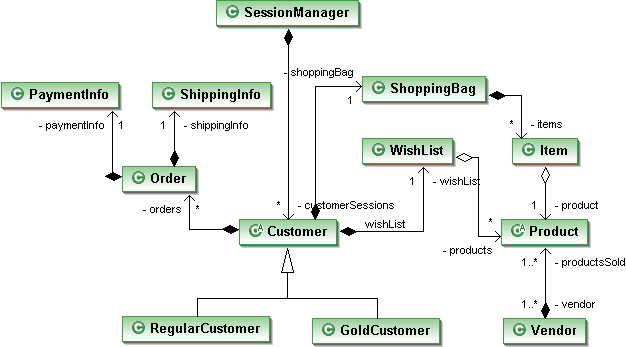 SessionManager
- shoppingBag
PaymentInfo
ShippingInfo
ShoppingBag
1
- paymentInfo 1
1 - shippingInfo
* - items
WishList
Item
Order
1 - wishList
- orders *
* - customerSessions
1 - product
*
Customer
wishList
Product
- products
1..* - productsSold
1..* - vendor
RegularCustomer
GoldCustomer
Vendor